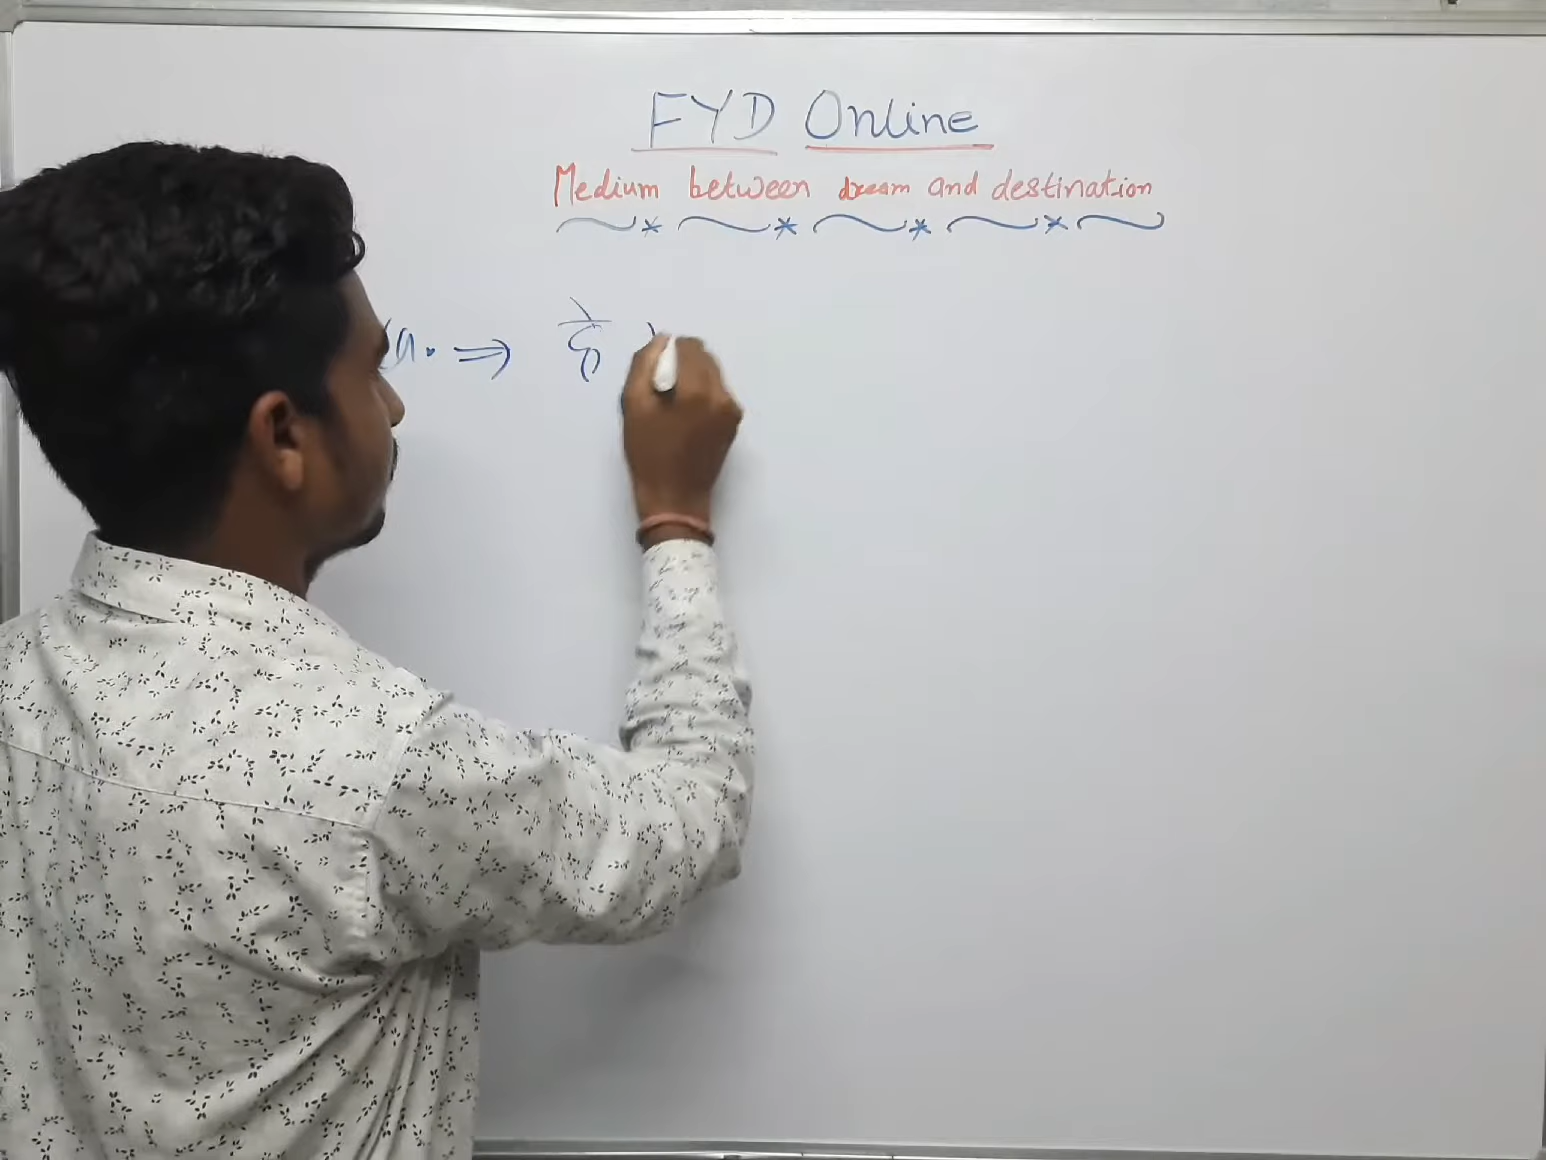 FYD Online
Medium between dream and destination
⇒ है